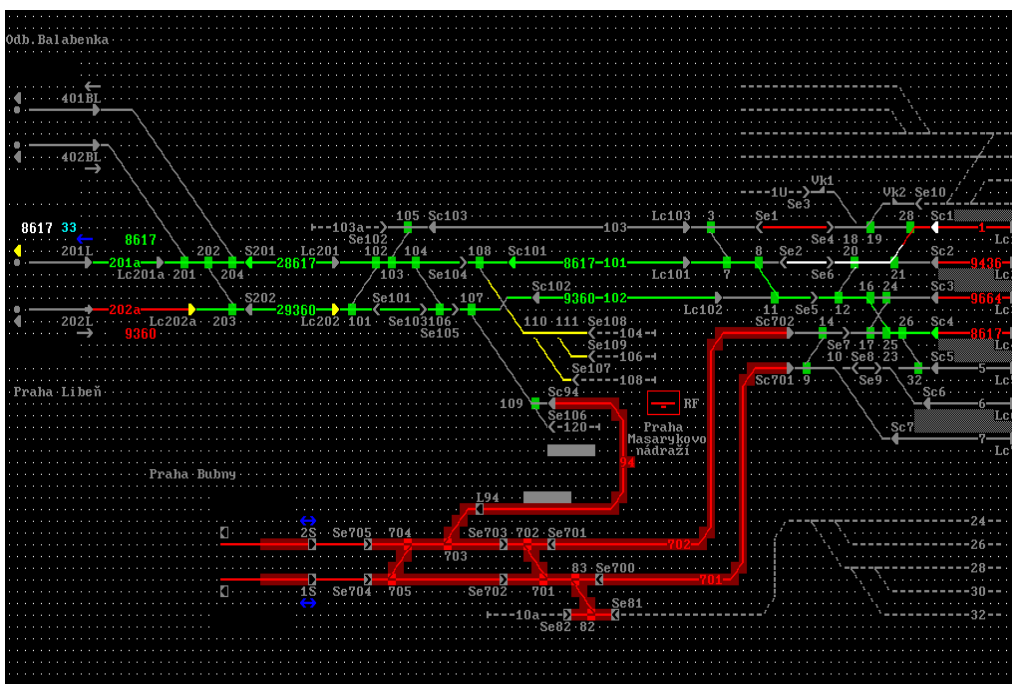 Odb.Balabenka
401BL
402BL
Vk1
1U
Se3
Vk2 Se10
8617 33
8617
105 Sc103
103a
Se102
103
Lc103 3 Se1
Se4 18 19
28 Sc1
1
201L
201a
Lc201a 201
202
204
S201
28617
Lc201 102
103
104
Se104
108 Sc101
8617-101
Lc101
7
8 Se2
Se6
20
21
Sc2
9436
202L
202a
9360
Lc202a 203
S202
29360
Lc202 101
Se101
Se103 106
Se105
107
Sc102
9360-102
Lc102
11 Se5 12
16 24
Sc3
9664
110 111 Se108
104
Se109
106
Se107
108
Sc702 14
Se7 17 25
26 Sc4
8617
10 Se8 23
Sc701 9
Se9
32
Sc5
5
Praha Libeň
109
Sc94
Se106
120
RF
Praha
Masarykovo
nádraží
94
Sc6
6
Sc7
7
Praha Bubny
L94
2S Se705 704
703
Se703 702 Se701
702
1S Se704 705
Se702 701
83 Se700
701
10a
Se82 82
Se81
24
26
28
30
32